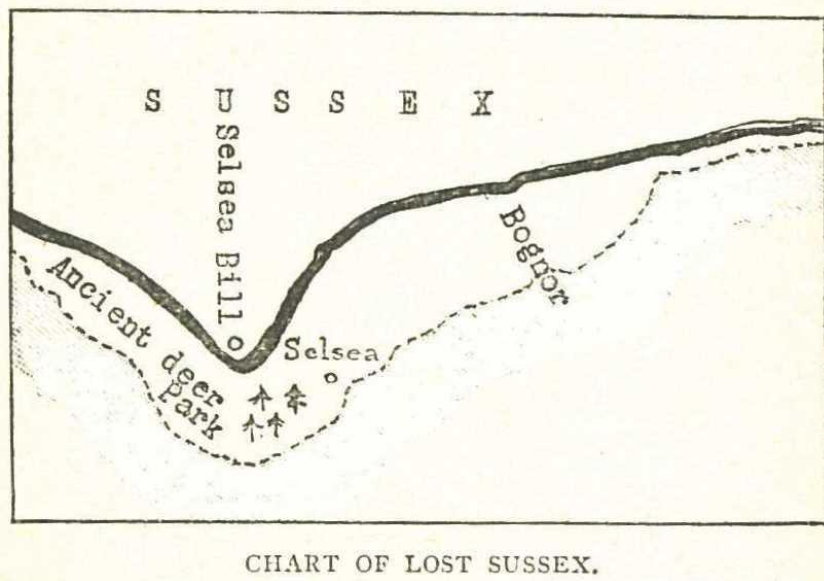 SUSSEX
Selsea Bill
Bognor
Ancient deer
Park
Selsea
CHART OF LOST SUSSEX.